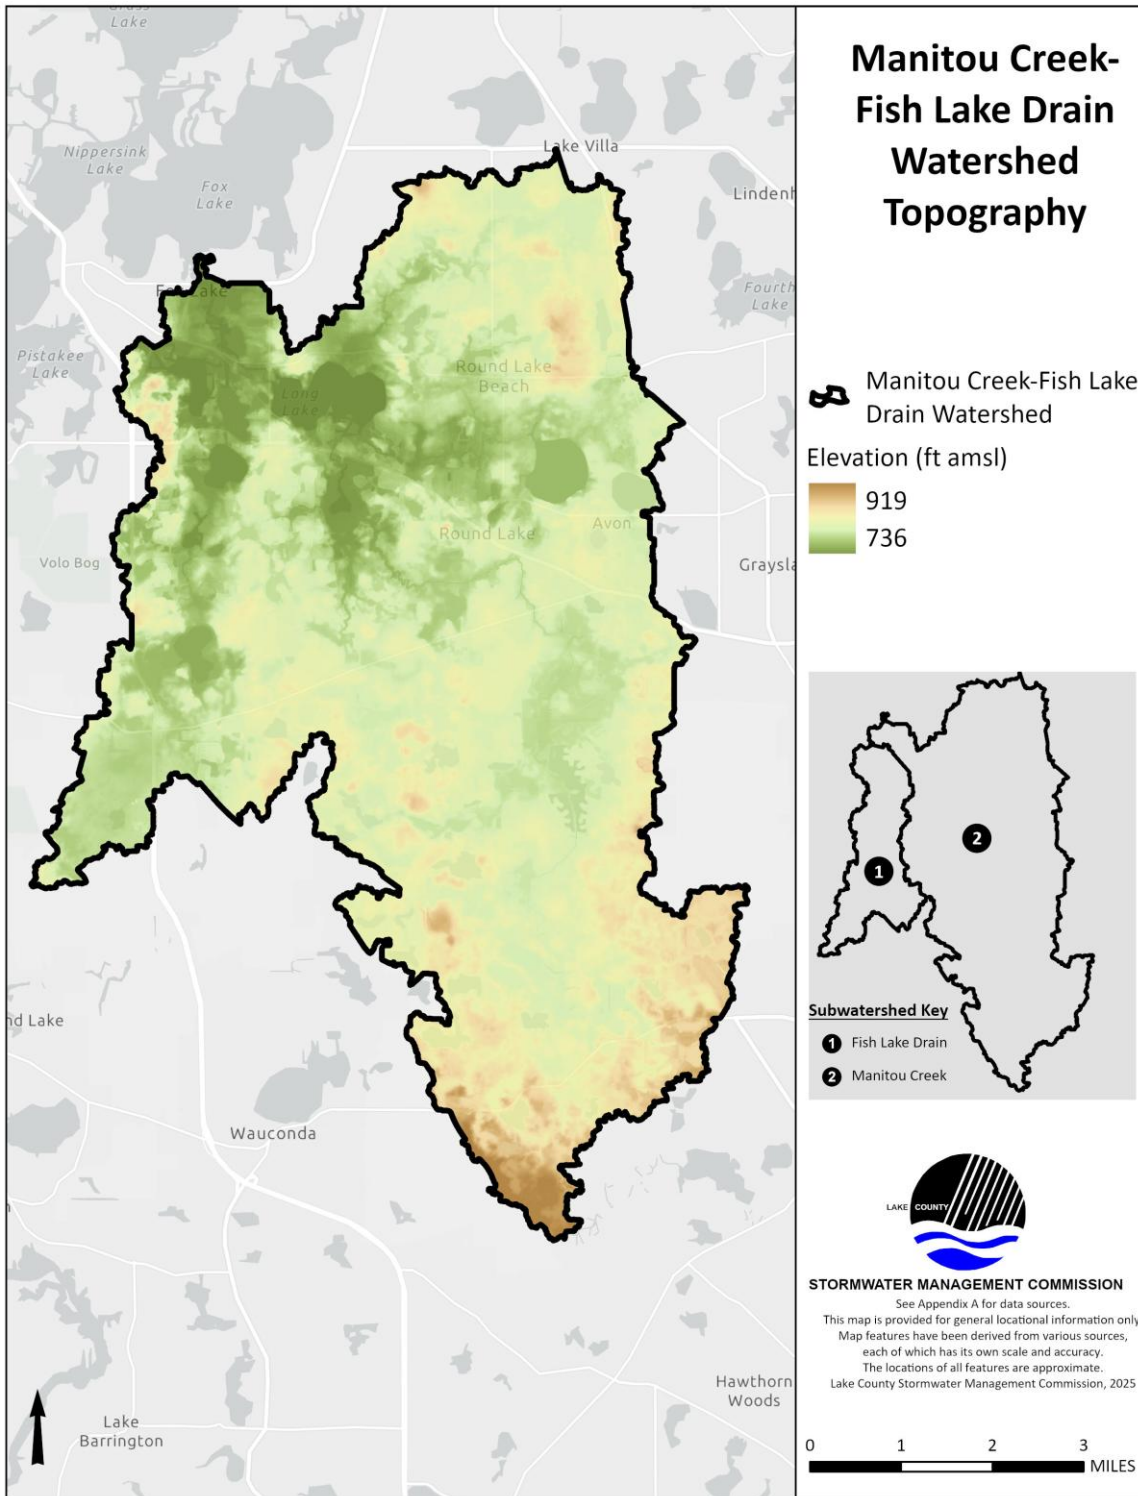 Manitou Creek-
Fish Lake Drain
Watershed
Topography
Manitou Creek-Fish Lake
Drain Watershed
Elevation (ft amsl)
919
736
Subwatershed Key
1 Fish Lake Drain
2 Manitou Creek
1
2
LAKE COUNTY
STORMWATER MANAGEMENT COMMISSION
See Appendix A for data sources.
This map is provided for general locational information only
Map features have been derived from various sources,
each of which has its own scale and accuracy.
The locations of all features are approximate.
Lake County Stormwater Management Commission, 2025
0 1 2 3
MILES
Lake
Nippersink
Lake
Fox
Lake
Lake Villa
Lindenh
Fourth
Lake
Lake
Pistakee
Lake
Long
Lake
Round Lake
Beach
Round Lake
Avon
Volo Bog
Graysla
nd Lake
Wauconda
Hawthorn
Woods
Lake
Barrington